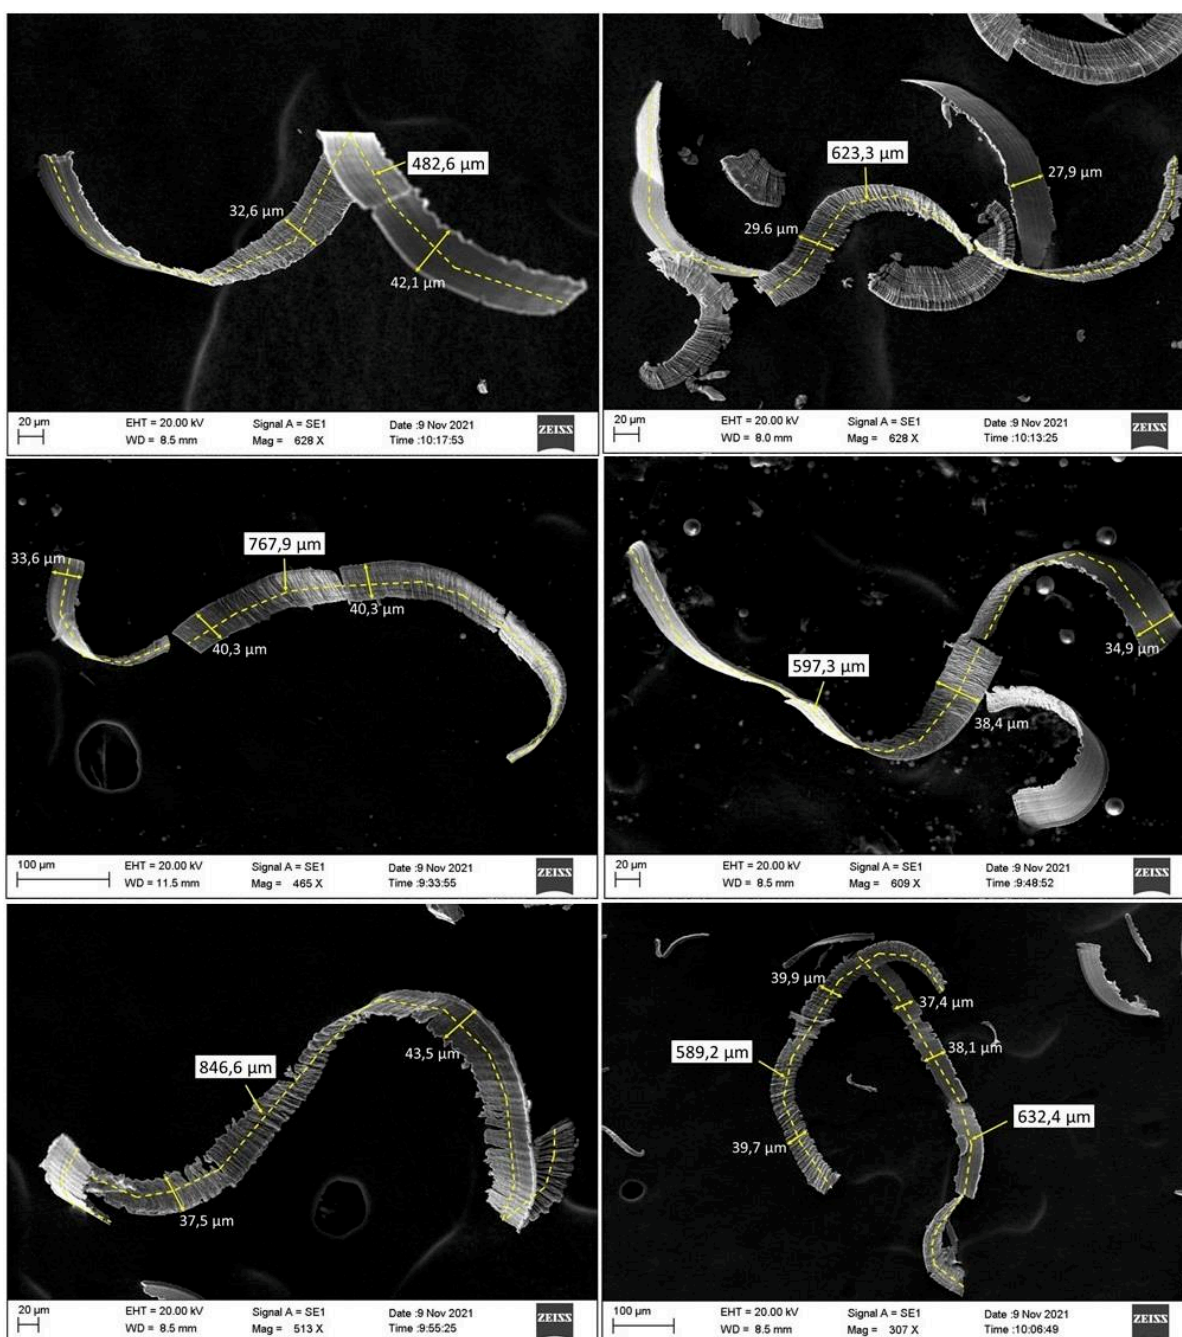 482,6 µm
32,6 µm
42,1 µm
20 µm
EHT = 20.00 kV
WD = 8.5 mm
Signal A = SE1
Mag = 628 X
Date :9 Nov 2021
Time :10:17:53
ZEISS
623,3 µm
27,9 µm
29.6 µm
20 µm
EHT = 20.00 kV
WD = 8.0 mm
Signal A = SE1
Mag = 628 X
Date :9 Nov 2021
Time :10:13:25
ZEISS
33,6 µm
767,9 µm
40,3 µm
40,3 µm
100 µm
EHT = 20.00 kV
WD = 11.5 mm
Signal A = SE1
Mag = 465 X
Date :9 Nov 2021
Time :9:33:55
ZEISS
34,9 µm
597,3 µm
38,4 µm
20 µm
EHT = 20.00 kV
WD = 8.5 mm
Signal A = SE1
Mag = 609 X
Date :9 Nov 2021
Time :9:48:52
ZEISS
43,5 µm
846,6 µm
37,5 µm
20 µm
EHT = 20.00 kV
WD = 8.5 mm
Signal A = SE1
Mag = 513 X
Date :9 Nov 2021
Time :9:55:25
ZEISS
39,9 µm
37,4 µm
38,1 µm
589,2 µm
632,4 µm
39,7 µm
100 µm
EHT = 20.00 kV
WD = 8.5 mm
Signal A = SE1
Mag = 307 X
Date :9 Nov 2021
Time :10:06:49
ZEISS